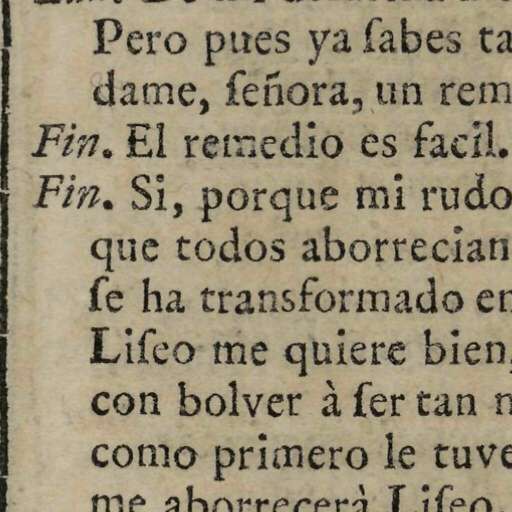 Pero pues ya ſabes ta
dame, ſeñora, un rem
Fin. El remedio es facil.
Fin. Si, porque mi rudo
que todos aborrecian
ſe ha transformado en
Liſeo me quiere bien,
con bolver à ſer tan n
como primero le tuve
me aborrecerà Liſeo.